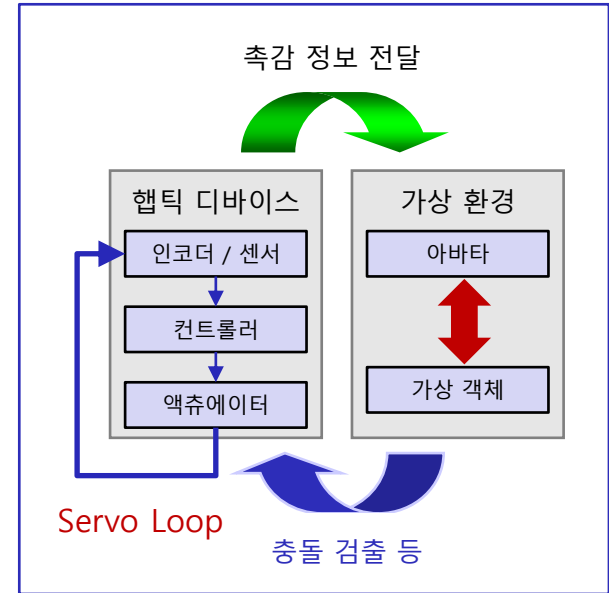 촉감 정보 전달
햅틱 디바이스
인코더 / 센서
컨트롤러
액츄에이터
가상 환경
아바타
가상 객체
Servo Loop
충돌 검출 등